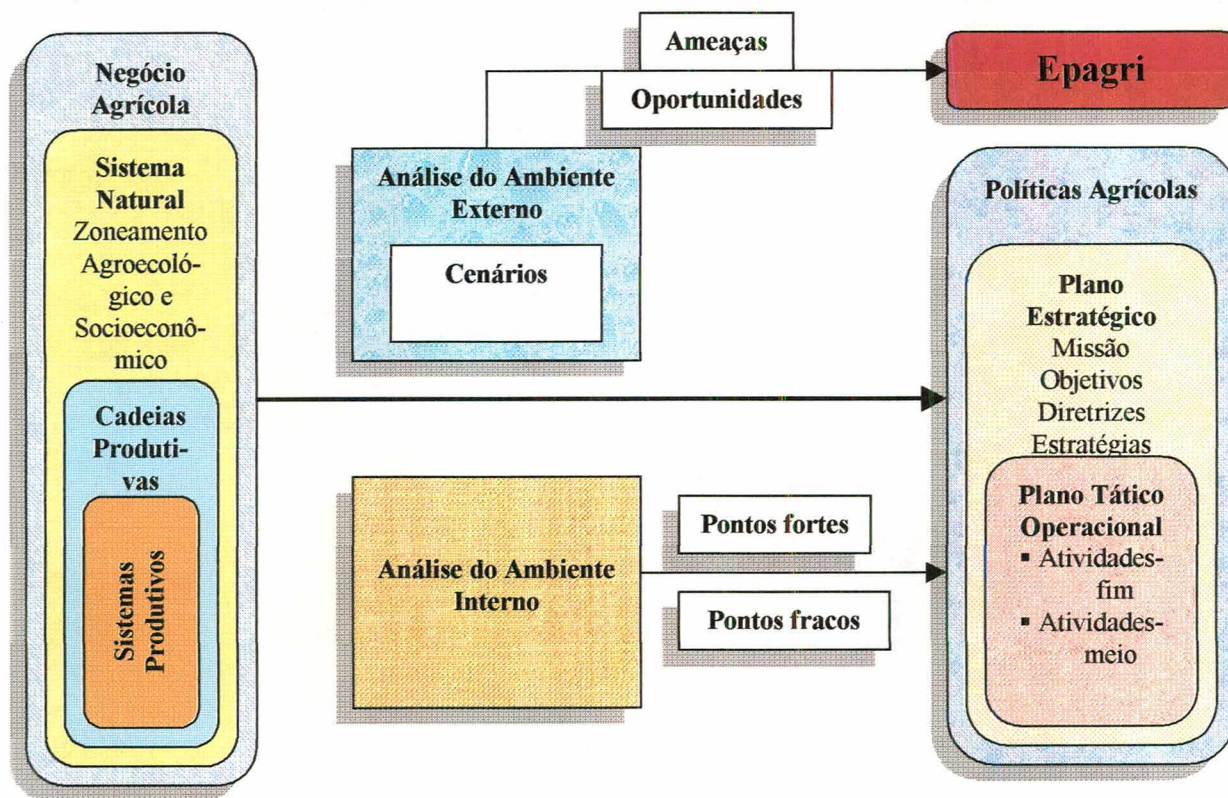 Negócio
Agrícola
Sistema
Natural
Zoneamento
Agroecoló-
gico e
Socioeconô-
mico
Cadeias
Produti-
vas
Sistemas
Produtivos
Ameaças
Oportunidades
Análise do Ambiente
Externo
Cenários
Análise do Ambiente
Interno
Pontos fortes
Pontos fracos
Epagri
Políticas Agrícolas
Plano
Estratégico
Missão
Objetivos
Diretrizes
Estratégias
Plano Tático
Operacional
▪ Atividades-
fim
▪ Atividades-
meio